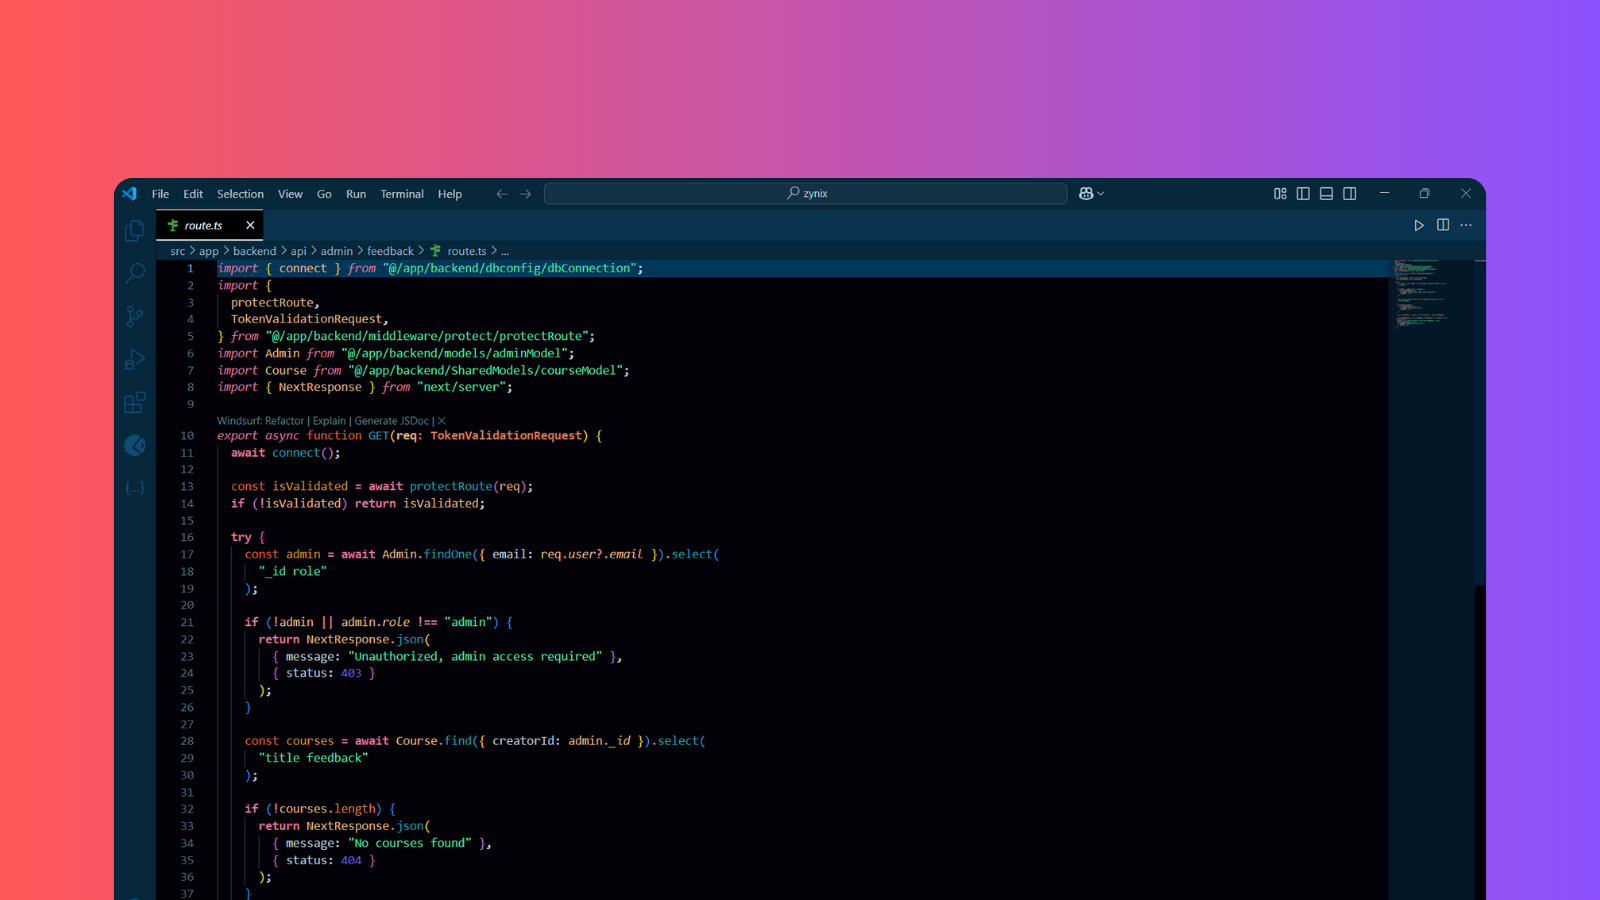 File Edit Selection View Go Run Terminal Help
zynix
route.ts
src > app > backend > api > admin > feedback > route.ts > ...
1 import { connect } from "@/app/backend/dbconfig/dbConnection";
2 import {
3 protectRoute,
4 TokenValidationRequest,
5 } from "@/app/backend/middleware/protect/protectRoute";
6 import Admin from "@/app/backend/models/adminModel";
7 import Course from "@/app/backend/SharedModels/courseModel";
8 import { NextResponse } from "next/server";
9
Windsurf: Refactor | Explain | Generate JSDoc | X
10 export async function GET(req: TokenValidationRequest) {
11 await connect();
12
13 const isValidated = await protectRoute(req);
14 if (!isValidated) return isValidated;
15
16 try {
17 const admin = await Admin.findOne({ email: req.user?.email }).select(
18 "_id role"
19 );
20
21 if (!admin || admin.role !== "admin") {
22 return NextResponse.json(
23 { message: "Unauthorized, admin access required" },
24 { status: 403 }
25 );
26 }
27
28 const courses = await Course.find({ creatorId: admin._id }).select(
29 "title feedback"
30 );
31
32 if (!courses.length) {
33 return NextResponse.json(
34 { message: "No courses found" },
35 { status: 404 }
36 );
37 }